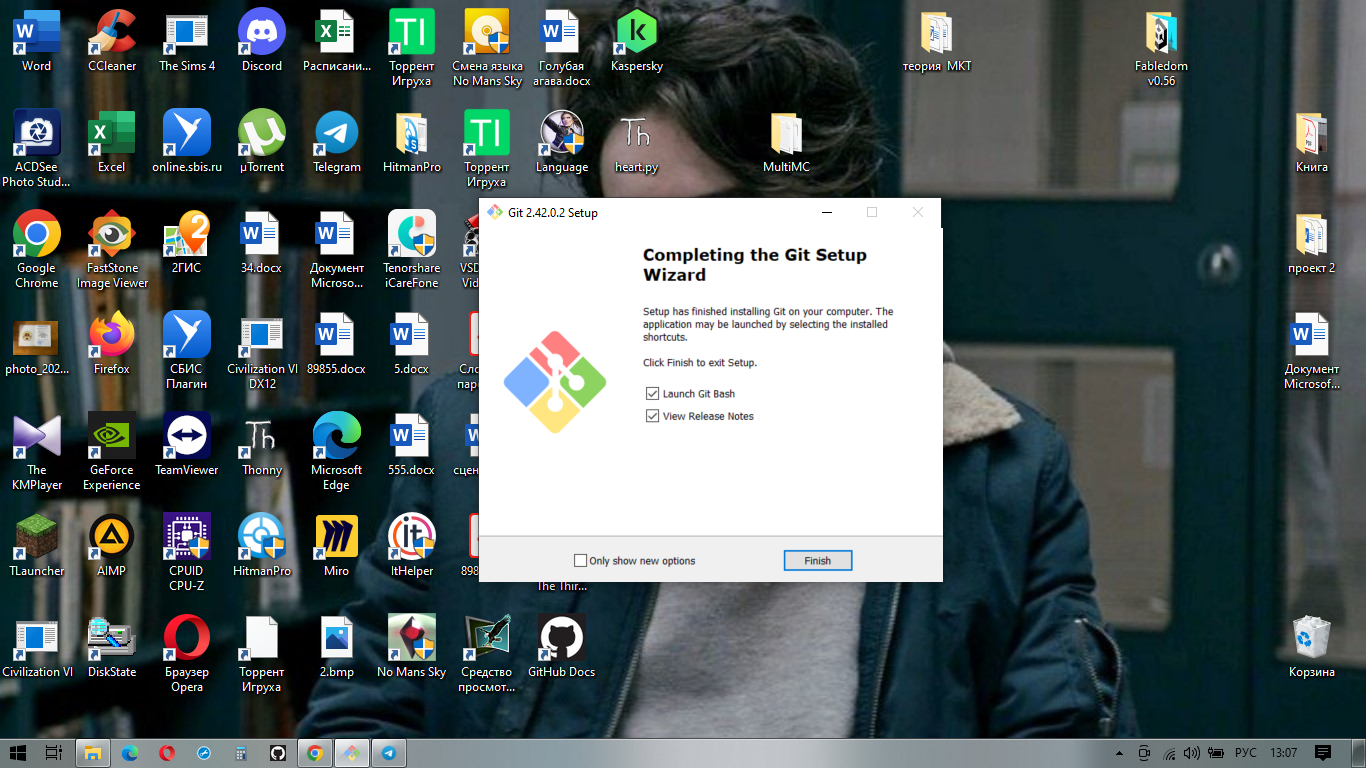 Word
CCleaner
The Sims 4
Discord
Расписани...
Торрент
Игруха
Смена языка
No Mans Sky
Голубая
агава.docx
Kaspersky
теория МКТ
Fabledom
v0.56
ACDSee
Photo Stud...
Excel
online.sbis.ru
µTorrent
Telegram
HitmanPro
Торрент
Игруха
Language
heart.py
MultiMC
Книга
Google
Chrome
FastStone
Image Viewer
2ГИС
34.docx
Документ
Microso...
Tenorshare
iCareFone
VSD
Vid
проект 2
photo_202...
Firefox
СБИС
Плагин
Civilization VI
DX12
89855.docx
5.docx
Сло
пар
Документ
Microsof...
The
KMPlayer
GeForce
Experience
TeamViewer
Thonny
Microsoft
Edge
555.docx
сцен
TLauncher
AIMP
CPUID
CPU-Z
HitmanPro
Miro
ItHelper
898
The Thir...
Civilization VI
DiskState
Браузер
Opera
Торрент
Игруха
2.bmp
No Mans Sky
Средство
просмот...
GitHub Docs
Корзина
Git 2.42.0.2 Setup
Completing the Git Setup
Wizard
Setup has finished installing Git on your computer. The
application may be launched by selecting the installed
shortcuts.
Click Finish to exit Setup.
Launch Git Bash
View Release Notes
Only show new options
Finish
РУС
13:07